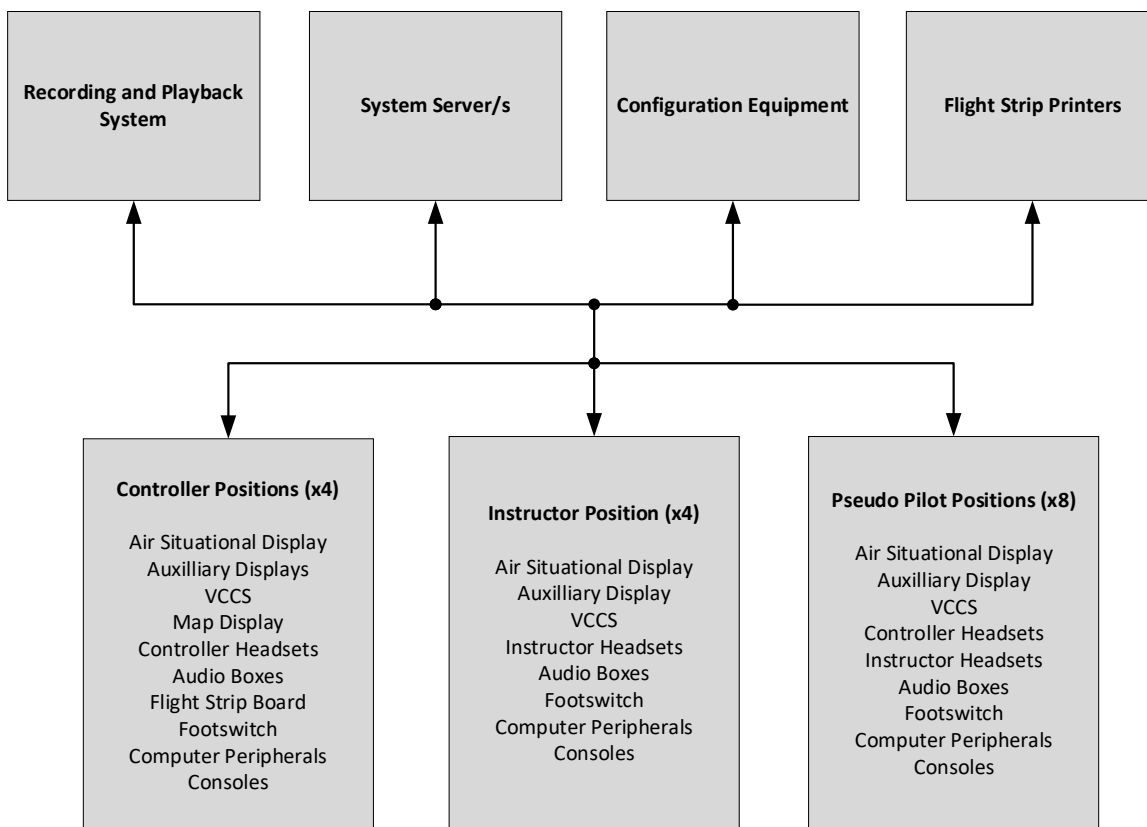 Recording and Playback
System
System Server/s
Configuration Equipment
Flight Strip Printers
Controller Positions (x4)
Air Situational Display
Auxilliary Displays
VCCS
Map Display
Controller Headsets
Audio Boxes
Flight Strip Board
Footswitch
Computer Peripherals
Consoles
Instructor Position (x4)
Air Situational Display
Auxilliary Display
VCCS
Instructor Headsets
Audio Boxes
Footswitch
Computer Peripherals
Consoles
Pseudo Pilot Positions (x8)
Air Situational Display
Auxilliary Display
VCCS
Controller Headsets
Instructor Headsets
Audio Boxes
Footswitch
Computer Peripherals
Consoles